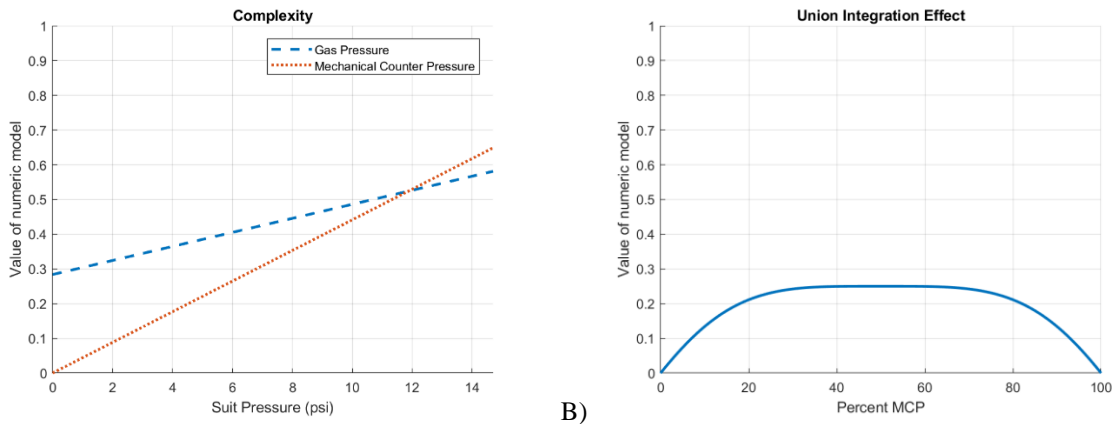 Complexity
1
0.9
0.8
0.7
0.6
0.5
0.4
0.3
0.2
0.1
0
Value of numeric model
Gas Pressure
Mechanical Counter Pressure
0 2 4 6 8 10 12 14
Suit Pressure (psi)
B)
Union Integration Effect
1
0.9
0.8
0.7
0.6
0.5
0.4
0.3
0.2
0.1
0
Value of numeric model
0 20 40 60 80 100
Percent MCP